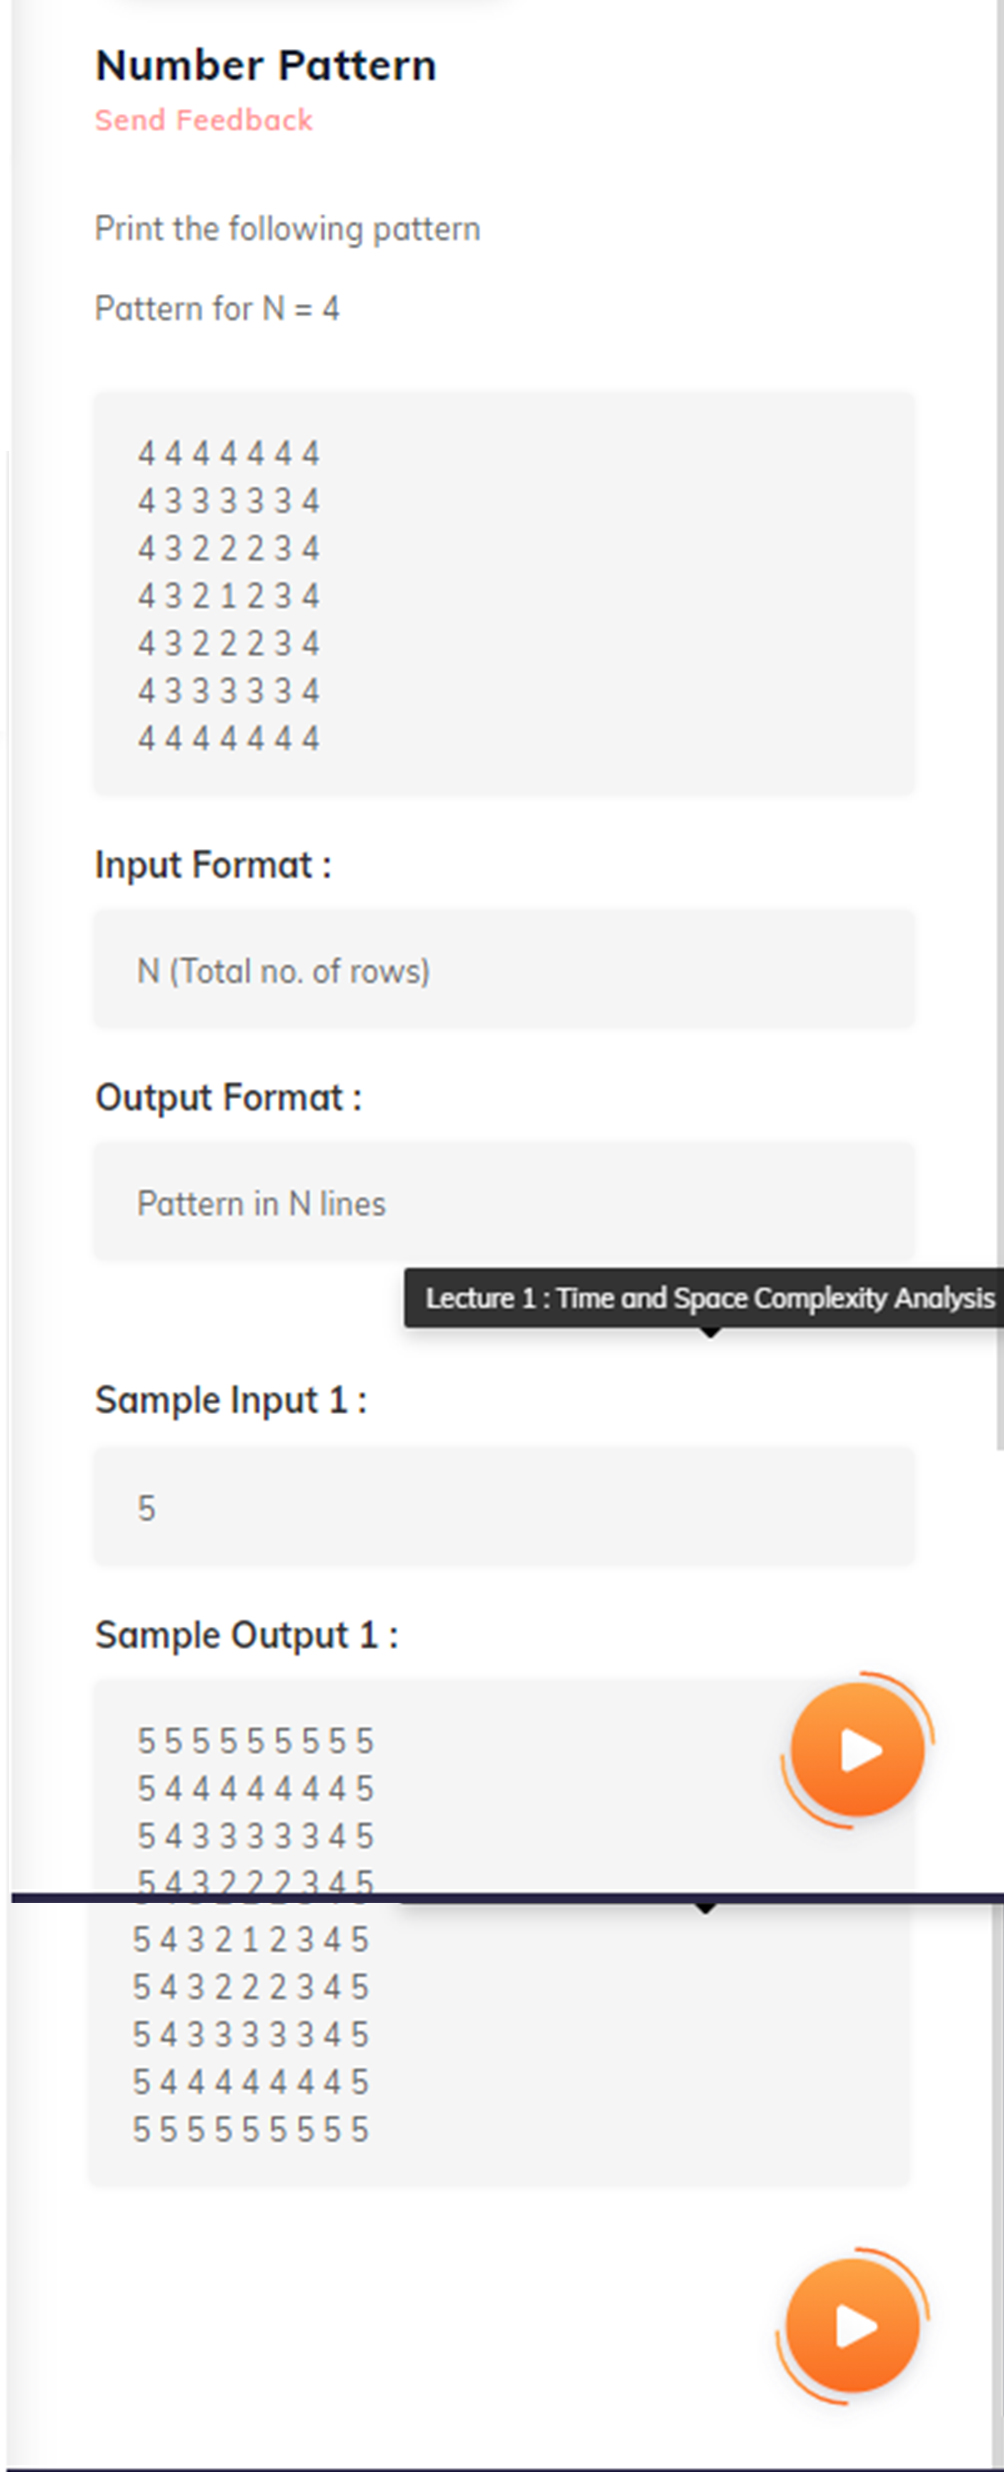 Number Pattern
Send Feedback
Print the following pattern
Pattern for N = 4
4 4 4 4 4 4 4
4 3 3 3 3 3 4
4 3 2 2 2 3 4
4 3 2 1 2 3 4
4 3 2 2 2 3 4
4 3 3 3 3 3 4
4 4 4 4 4 4 4
Input Format :
N (Total no. of rows)
Output Format :
Pattern in N lines
Lecture 1 : Time and Space Complexity Analysis
Sample Input 1 :
5
Sample Output 1 :
5 5 5 5 5 5 5 5 5
5 4 4 4 4 4 4 4 5
5 4 3 3 3 3 3 4 5
5 4 3 2 2 2 3 4 5
5 4 3 2 1 2 3 4 5
5 4 3 2 2 2 3 4 5
5 4 3 3 3 3 3 4 5
5 4 4 4 4 4 4 4 5
5 5 5 5 5 5 5 5 5